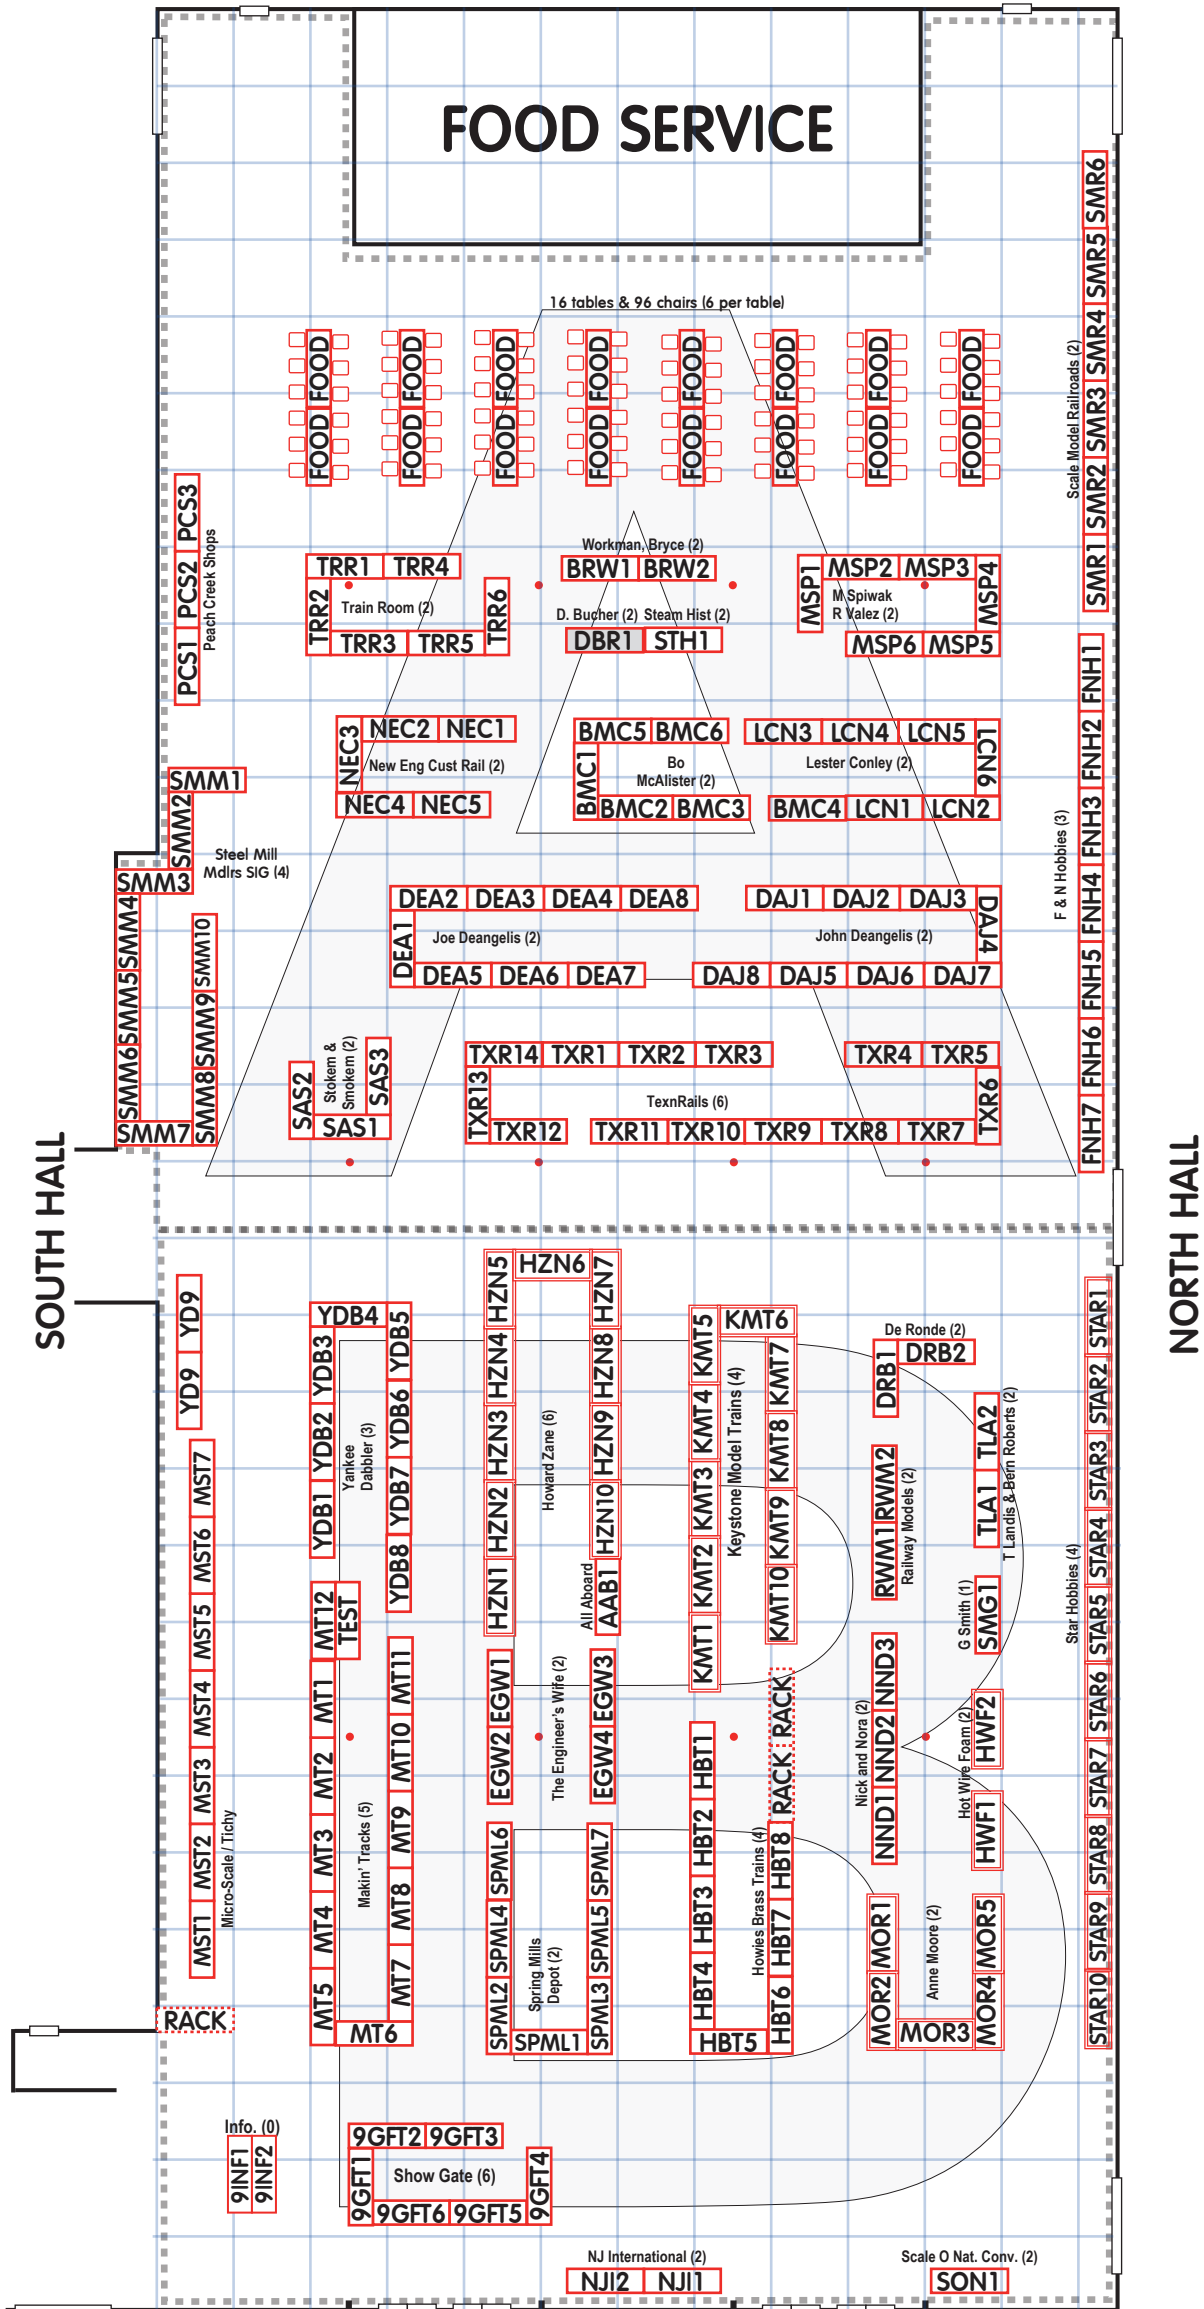 FOOD SERVICE
16 tables & 96 chairs (6 per table)
FOOD FOOD FOOD FOOD FOOD FOOD FOOD FOOD
FOOD FOOD FOOD FOOD FOOD FOOD FOOD FOOD
SMR6
SMR5
SMR4
SMR3
SMR2
SMR1
Scale Model Railroads (2)
PCS3
PCS2
PCS1
Peach Creek Shops
TRR1 TRR4
TRR2
Train Room (2)
TRR6
TRR3 TRR5
Workman, Bryce (2)
BRW1 BRW2
D. Bucher (2) Steam Hist (2)
DBR1 STH1
MSP1
MSP2 MSP3
MSP4
M Spiwak
R Valez (2)
MSP6 MSP5
FNH1
FNH2
FNH3
FNH4
FNH5
FNH6
FNH7
F & N Hobbies (3)
NEC3
NEC2 NEC1
New Eng Cust Rail (2)
NEC4 NEC5
BMC5 BMC6
BMC1
Bo
McAlister (2)
BMC2 BMC3
LCN3 LCN4 LCN5
LCN6
Lester Conley (2)
BMC4 LCN1 LCN2
SMM1
SMM2
Steel Mill
Mdlrs SIG (4)
SMM3
SMM4
SMM5
SMM6
SMM7
SMM10
SMM9
SMM8
DEA2 DEA3 DEA4 DEA8
DEA1
Joe Deangelis (2)
DEA5 DEA6 DEA7
DAJ1 DAJ2 DAJ3
DAJ4
John Deangelis (2)
DAJ8 DAJ5 DAJ6 DAJ7
SAS2
Stokem &
Smokem (2)
SAS3
SAS1
TXR14 TXR1 TXR2 TXR3
TXR4 TXR5
TXR13
TexnRails (6)
TXR6
TXR12
TXR11 TXR10 TXR9 TXR8 TXR7
SOUTH HALL
NORTH HALL
YD9
YD9
YDB4
YDB3
YDB2
YDB1
Yankee
Dabbler (3)
YDB5
YDB6
YDB7
YDB8
HZN6
HZN5
HZN4
HZN3
HZN2
HZN1
Howard Zane (6)
HZN7
HZN8
HZN9
HZN10
All Aboard
AAB1
KMT6
KMT5
KMT4
KMT3
KMT2
KMT1
Keystone Model Trains (4)
KMT7
KMT8
KMT9
KMT10
De Ronde (2)
DRB1
DRB2
RWM2
RWM1
Railway Models (2)
TLA2
TLA1
T Landis & Bern Roberts (2)
G Smith (1)
SMG1
STAR1
STAR2
STAR3
STAR4
STAR5
STAR6
STAR7
STAR8
STAR9
STAR10
Star Hobbies (4)
MST7
MST6
MST5
MST4
MST3
MST2
MST1
Micro-Scale / Tichy
MT12
TEST
MT1
MT2
MT3
MT4
MT5
MT6
Makin' Tracks (5)
MT11
MT10
MT9
MT8
MT7
EGW1
EGW2
The Engineer's Wife (2)
EGW3
EGW4
RACK
RACK
HBT1
HBT2
HBT3
HBT4
HBT5
Howies Brass Trains (4)
HBT8
HBT7
HBT6
Nick and Nora (2)
NND3
NND2
NND1
Hot Wire Foam (2)
HWF2
HWF1
SPML6
SPML4
SPML2
Spring Mills
Depot (2)
SPML7
SPML5
SPML3
SPML1
MOR1
MOR2
Anne Moore (2)
MOR5
MOR4
MOR3
RACK
Info. (0)
9INF1
9INF2
9GFT2 9GFT3
9GFT1
Show Gate (6)
9GFT4
9GFT6 9GFT5
NJ International (2)
NJI2 NJI1
Scale O Nat. Conv. (2)
SON1